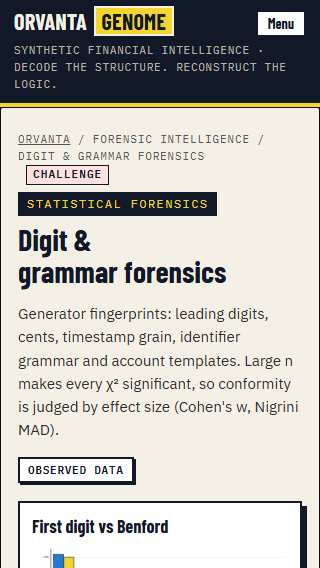 ORVANTA GENOME
Menu
SYNTHETIC FINANCIAL INTELLIGENCE ·
DECODE THE STRUCTURE. RECONSTRUCT THE
LOGIC.
ORVANTA / FORENSIC INTELLIGENCE /
DIGIT & GRAMMAR FORENSICS
CHALLENGE
STATISTICAL FORENSICS
Digit &
grammar forensics
Generator fingerprints: leading digits,
cents, timestamp grain, identifier
grammar and account templates. Large n
makes every χ² significant, so conformity
is judged by effect size (Cohen's w, Nigrini
MAD).
OBSERVED DATA
First digit vs Benford